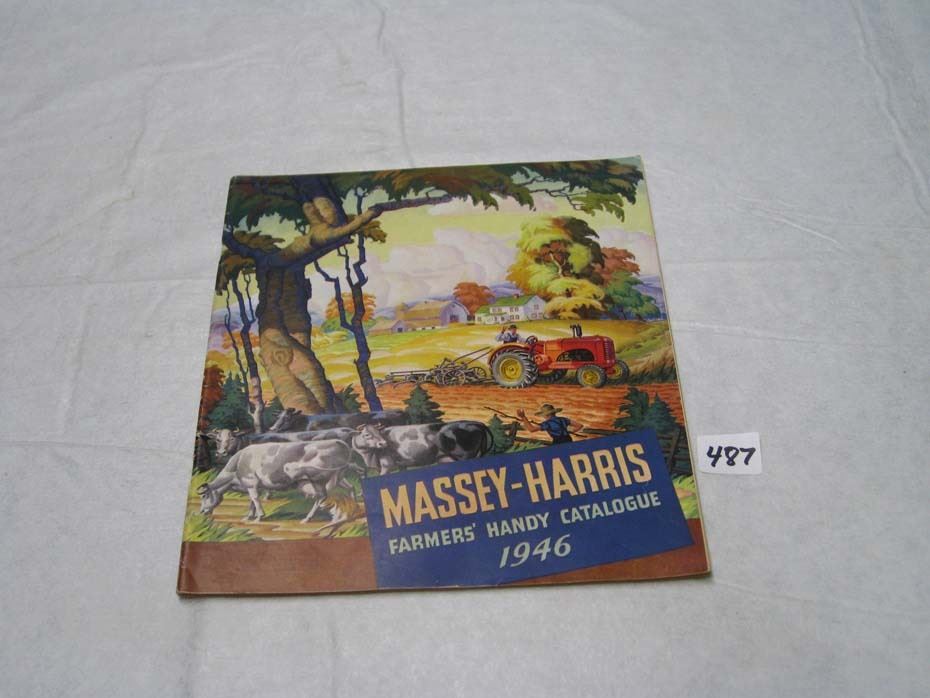 MASSEY-HARRIS
FARMERS' HANDY CATALOGUE
1946
487